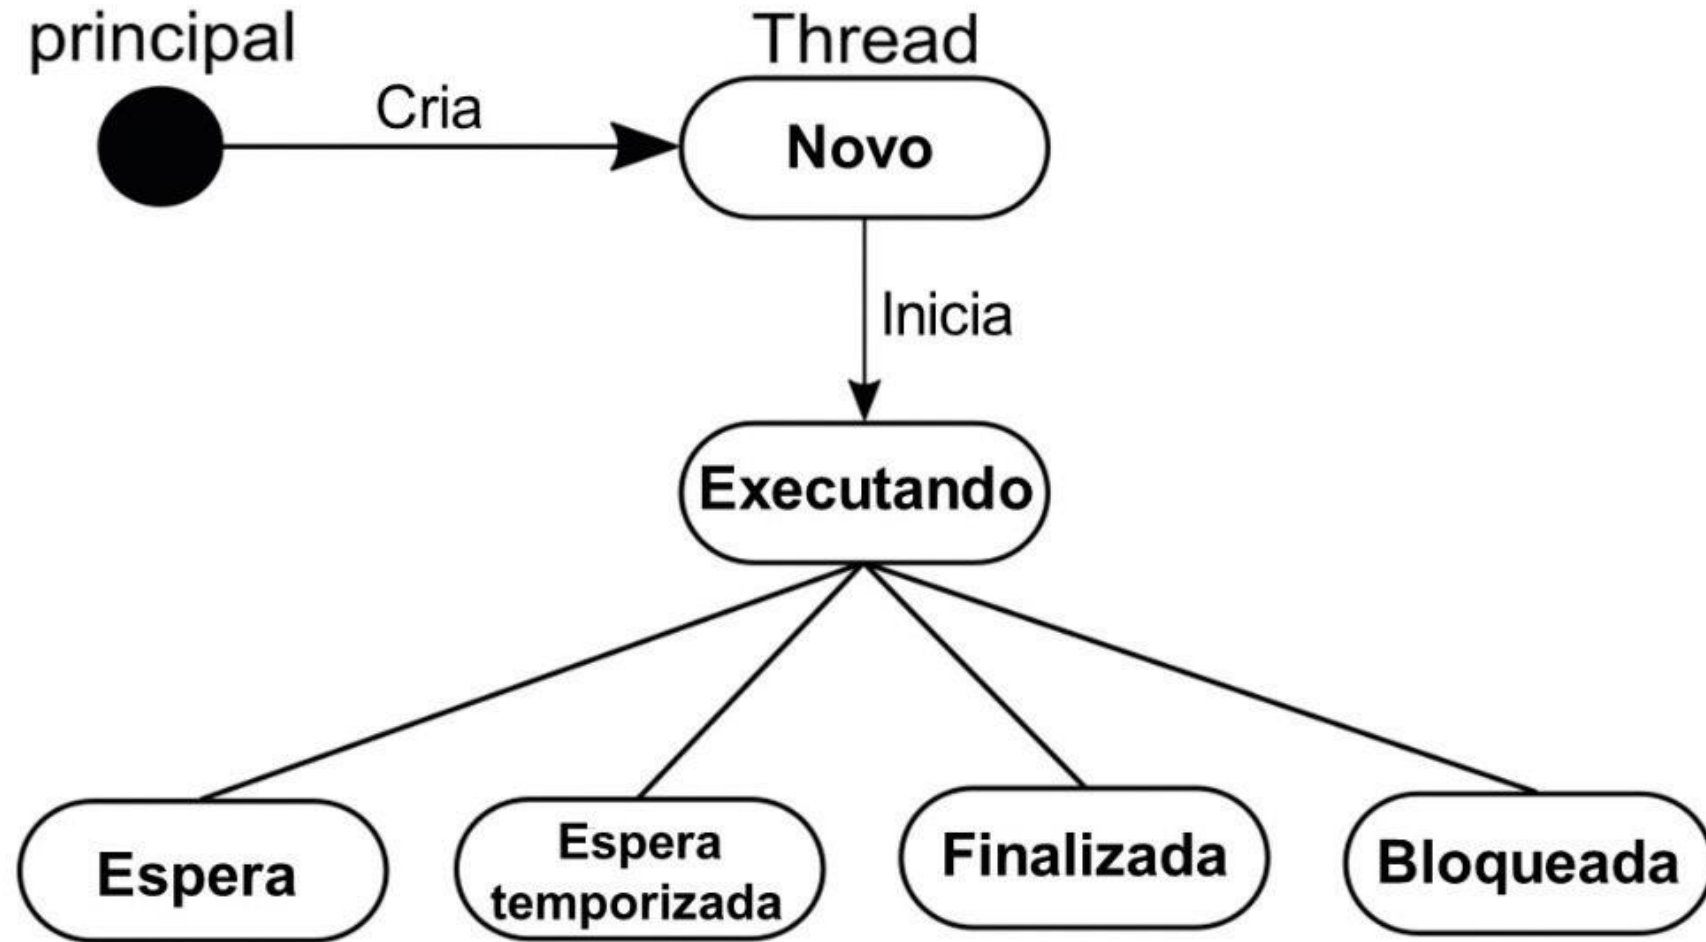 principal
Thread
Cria
Novo
Inicia
Executando
Espera
Espera
temporizada
Finalizada
Bloqueada